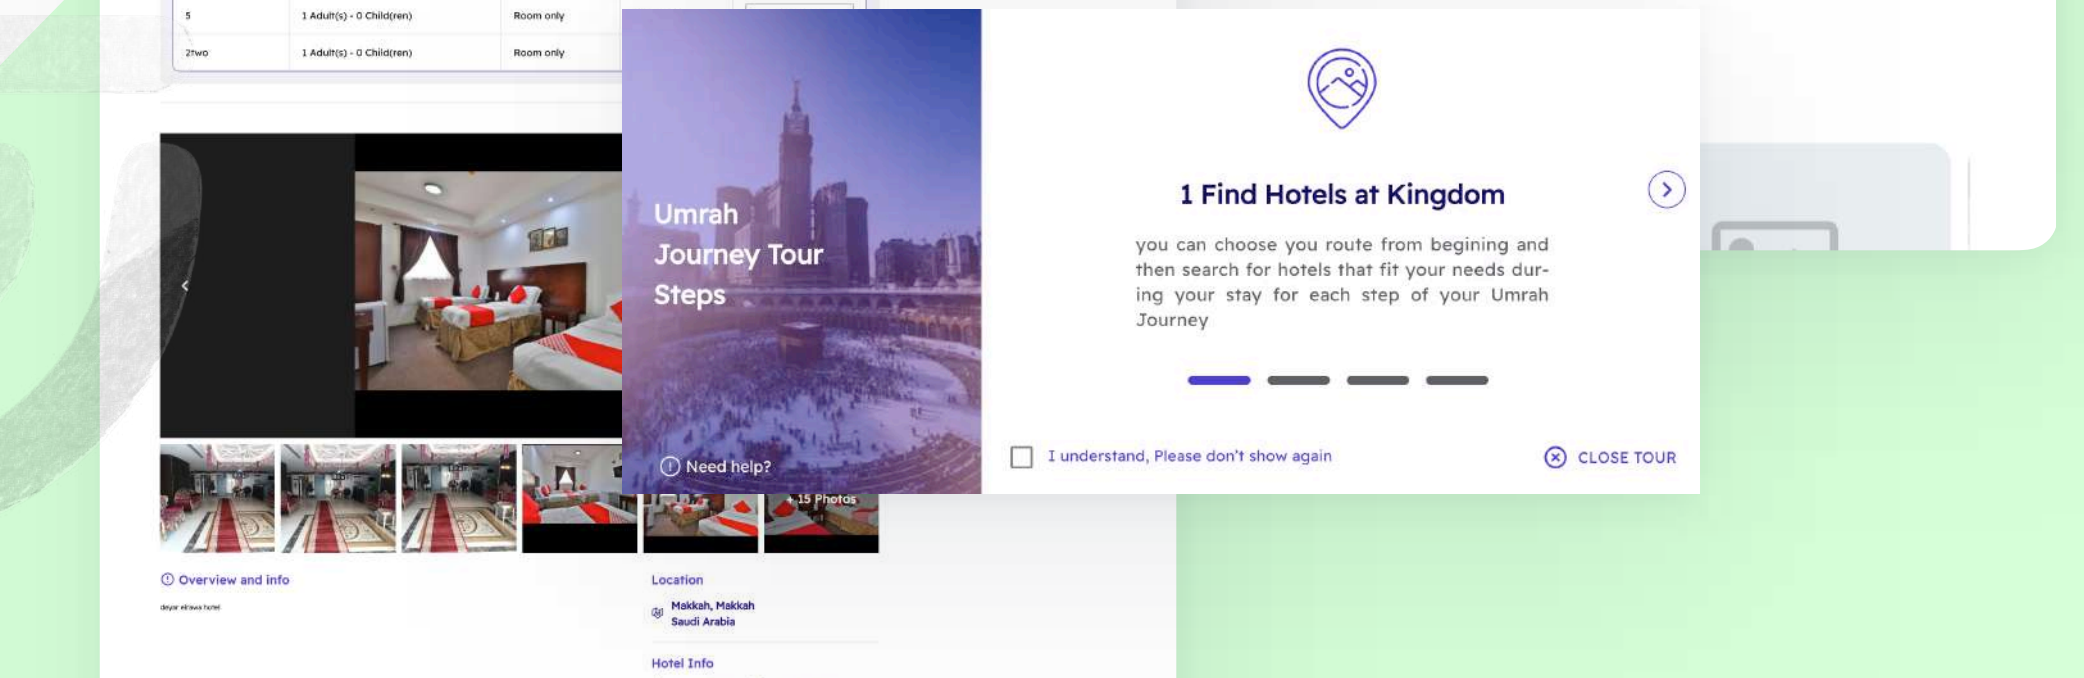 5 1 Adult(s) - 0 Child(ren) Room only
2two 1 Adult(s) - 0 Child(ren) Room only
Umrah
Journey Tour
Steps
Need help?
1 Find Hotels at Kingdom
you can choose you route from begining and
then search for hotels that fit your needs dur-
ing your stay for each step of your Umrah
Journey
I understand, Please don't show again
CLOSE TOUR
+ 15 Photos
Overview and info
deyar elrawa hotel
Location
Makkah, Makkah
Saudi Arabia
Hotel Info